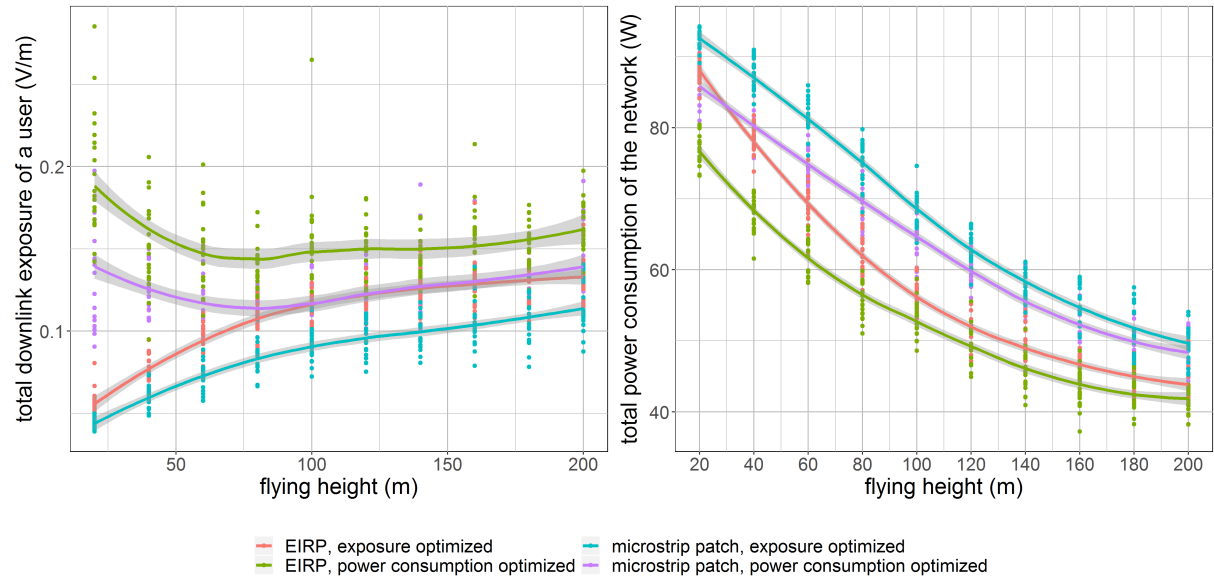 total downlink exposure of a user (V/m)
0.2
0.1
50
100
150
200
flying height (m)
total power consumption of the network (W)
80
60
40
20
40
60
80
100
120
140
160
180
200
flying height (m)
EIRP, exposure optimized
microstrip patch, exposure optimized
EIRP, power consumption optimized
microstrip patch, power consumption optimized